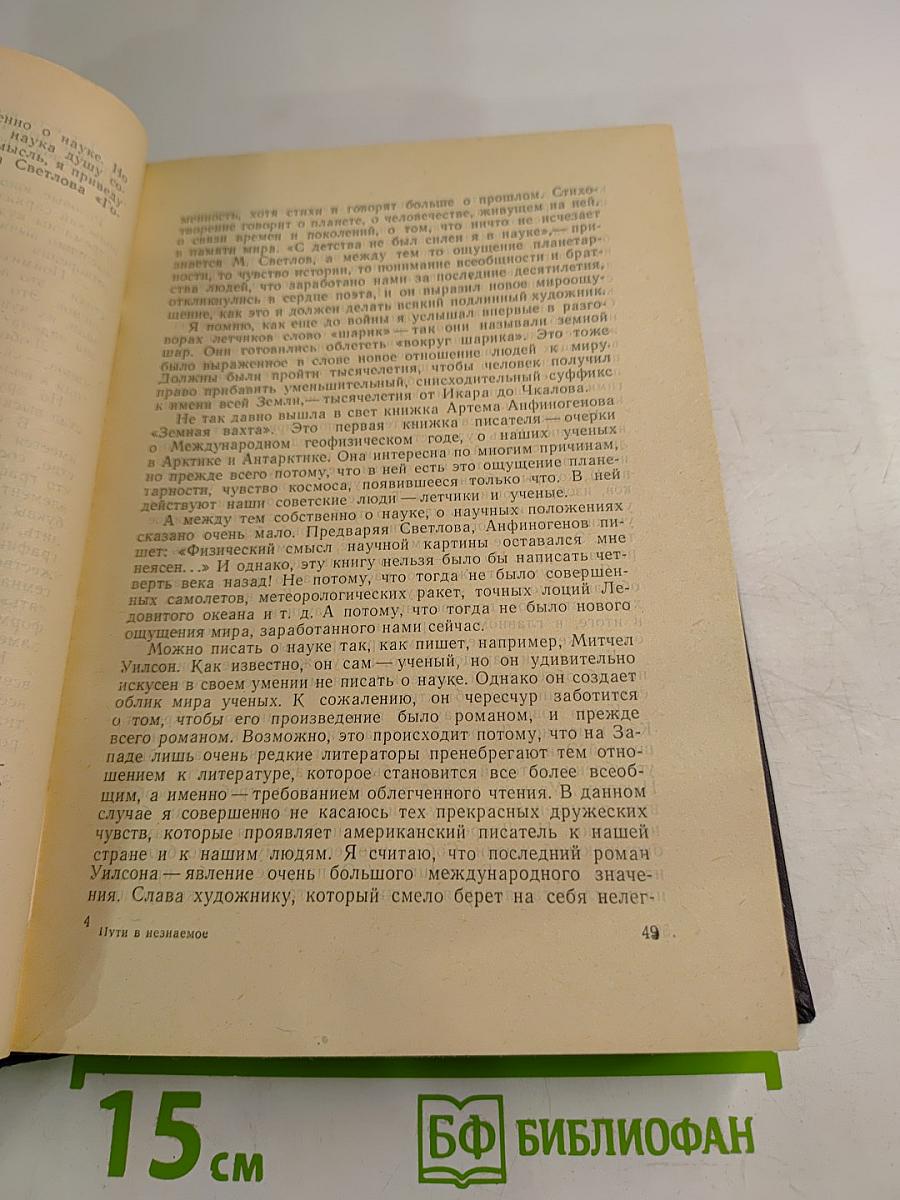 енно о науке. Но
наука душу со-
мысль, я приведу
Светлова «Го-
менность, хотя стихи и говорят больше о прошлом. Стихо-
творение говорит о планете, о человечестве, живущем на ней,
о связи времен и поколений, о том, что ничто не исчезает
в памяти мира. «С детства не был силен я в науке»,— при-
знается М. Светлов, а между тем то ощущение планетар-
ности, то чувство истории, то понимание всеобщности и брат-
ства людей, что заработано нами за последние десятилетия,
откликнулись в сердце поэта, и он выразил новое мироощу-
щение, как это и должен делать всякий подлинный художник.
Я помню, как еще до войны я услышал впервые в разго-
ворах летчиков слово «шарик» — так они называли земной
шар. Они готовились облететь «вокруг шарика». Это тоже
было выраженное в слове новое отношение людей к миру.
Должны были пройти тысячелетия, чтобы человек получил
право прибавить уменьшительный, снисходительный суффикс
к имени всей Земли,— тысячелетия от Икара до Чкалова.
Не так давно вышла в свет книжка Артема Анфиногенова
«Земная вахта». Это первая книжка писателя — очерки
о Международном геофизическом годе, о наших ученых
в Арктике и Антарктике. Она интересна по многим причинам,
но прежде всего потому, что в ней есть это ощущение плане-
тарности, чувство космоса, появившееся только что. В ней
действуют наши советские люди — летчики и ученые.
А между тем собственно о науке, о научных положениях
сказано очень мало. Предваряя Светлова, Анфиногенов пи-
шет: «Физический смысл научной картины оставался мне
неясен...» И однако, эту книгу нельзя было бы написать чет-
верть века назад! Не потому, что тогда не было совершен-
ных самолетов, метеорологических ракет, точных лоций Ле-
довитого океана и т. д. А потому, что тогда не было нового
ощущения мира, заработанного нами сейчас.
Можно писать о науке так, как пишет, например, Митчел
Уилсон. Как известно, он сам — ученый, но он удивительно
искусен в своем умении не писать о науке. Однако он создает
облик мира ученых. К сожалению, он чересчур заботится
о том, чтобы его произведение было романом, и прежде
всего романом. Возможно, это происходит потому, что на За-
паде лишь очень редкие литераторы пренебрегают тем отно-
шением к литературе, которое становится все более всеоб-
щим, а именно — требованием облегченного чтения. В данном
случае я совершенно не касаюсь тех прекрасных дружеских
чувств, которые проявляет американский писатель к нашей
стране и к нашим людям. Я считаю, что последний роман
Уилсона — явление очень большого международного значе-
ния. Слава художнику, который смело берет на себя нелег-
4 Пути в незнаемое 49
15 см БФ БИБЛИОФАН